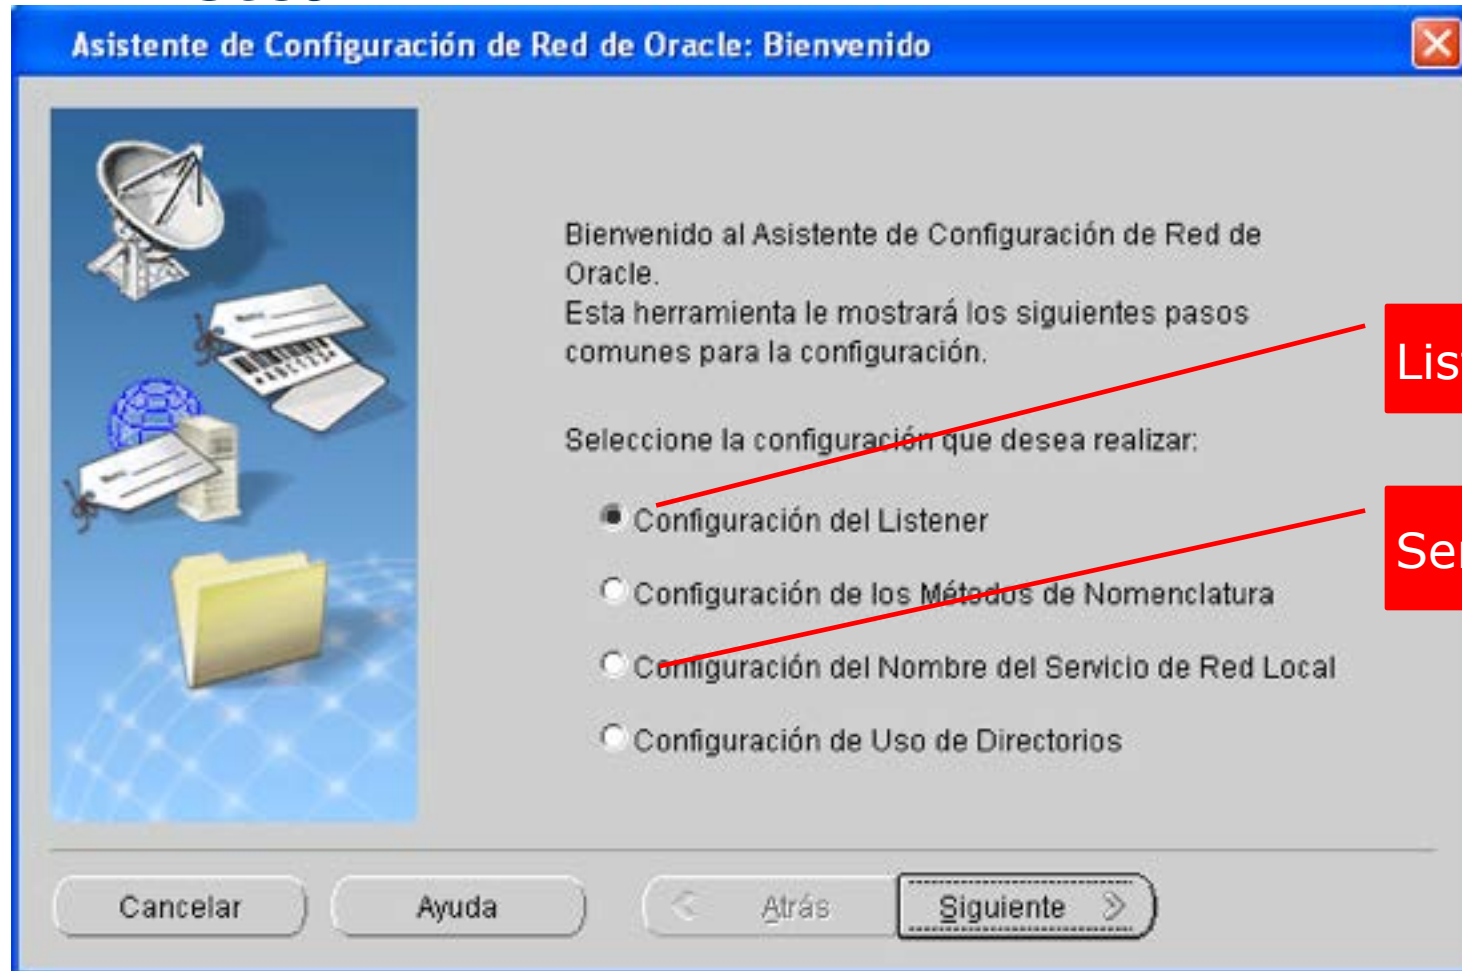 Asistente de Configuración de Red de Oracle: Bienvenido
Bienvenido al Asistente de Configuración de Red de
Oracle.
Esta herramienta le mostrará los siguientes pasos
comunes para la configuración.
Seleccione la configuración que desea realizar:
Configuración del Listener
Configuración de los Métodos de Nomenclatura
Configuración del Nombre del Servicio de Red Local
Configuración de Uso de Directorios
Lis
Ser
Cancelar
Ayuda
Atrás
Siguiente